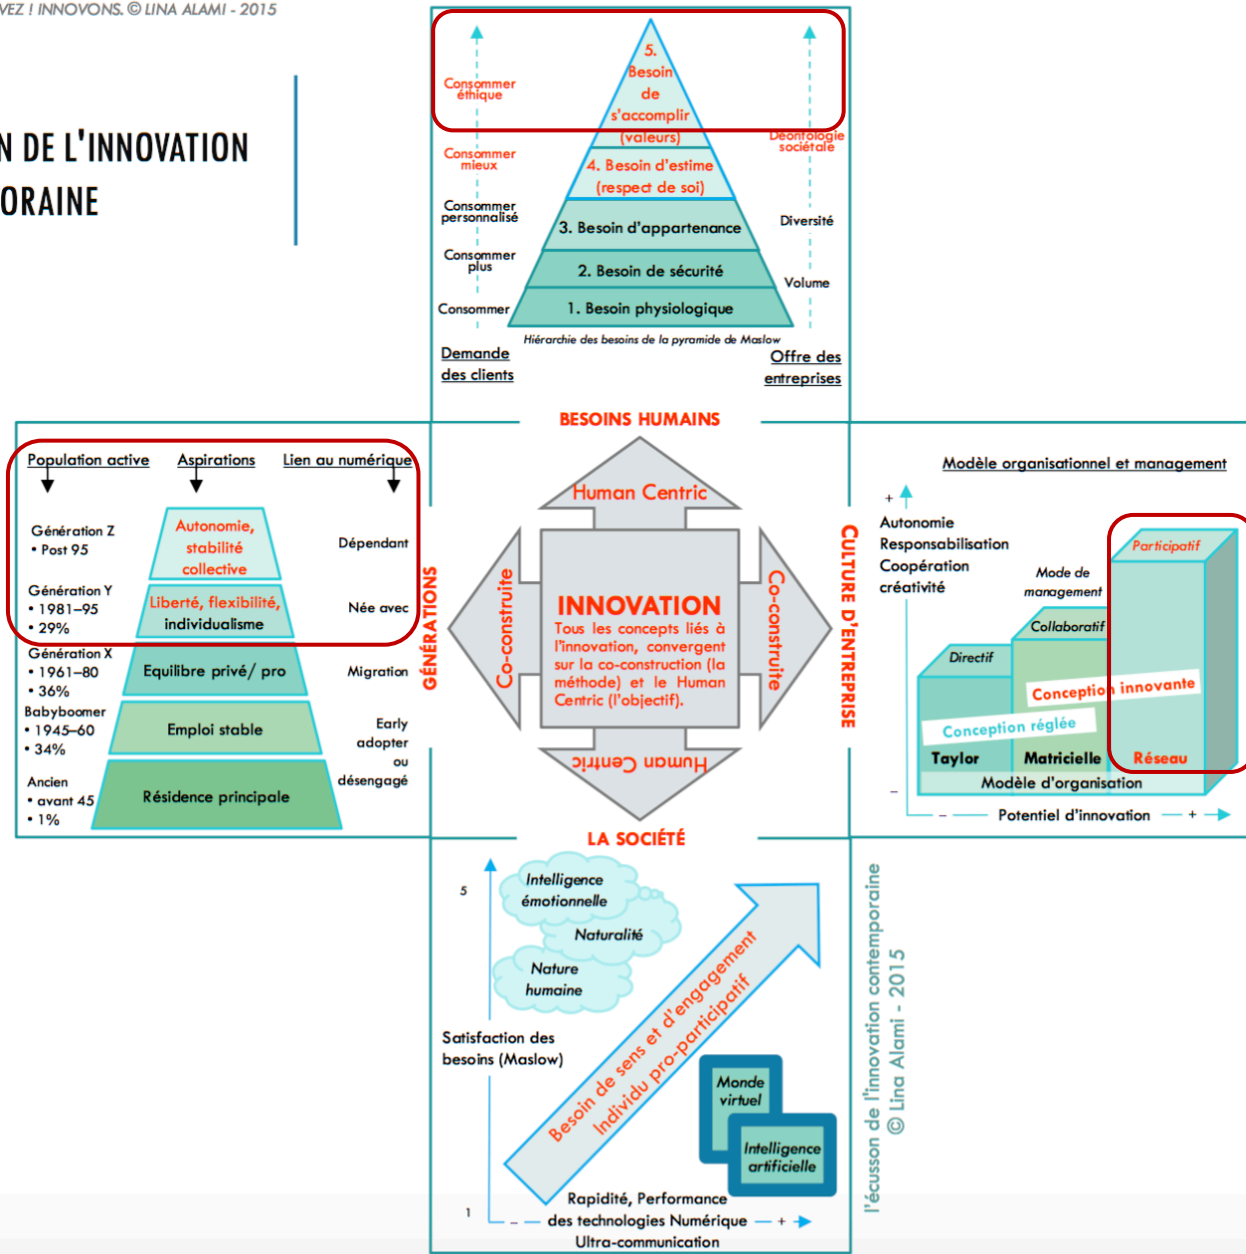 VEZ ! INNOVONS. © LINA ALAMI - 2015
N DE L'INNOVATION
ORAINE
Consommer
éthique
Consommer
mieux
Consommer
personnalisé
Consommer
plus
Consommer
Demande
des clients
5.
Besoin
de
s'accomplir
(valeurs)
4. Besoin d'estime
(respect de soi)
3. Besoin d'appartenance
2. Besoin de sécurité
1. Besoin physiologique
Hiérarchie des besoins de la pyramide de Maslow
Déontologie
sociétale
Diversité
Volume
Offre des
entreprises
BESOINS HUMAINS
Population active
Aspirations
Lien au numérique
Génération Z
• Post 95
Autonomie,
stabilité
collective
Dépendant
Génération Y
• 1981–95
• 29%
Liberté, flexibilité,
individualisme
Née avec
Génération X
• 1961–80
• 36%
Equilibre privé/ pro
Migration
Babyboomer
• 1945–60
• 34%
Emploi stable
Early
adopter
ou
désengagé
Ancien
• avant 45
• 1%
Résidence principale
GÉNÉRATIONS
Human Centric
Co-construite
INNOVATION
Tous les concepts liés à
l'innovation, convergent
sur la co-construction (la
méthode) et le Human
Centric (l'objectif).
Co-construite
Human Centric
CULTURE D'ENTREPRISE
Modèle organisationnel et management
+
Autonomie
Responsabilisation
Coopération
créativité
Mode de
management
Directif
Collaboratif
Participatif
Conception innovante
Conception réglée
Taylor
Matricielle
Réseau
Modèle d'organisation
–
– Potentiel d'innovation +
LA SOCIÉTÉ
5
Intelligence
émotionnelle
Naturalité
Nature
humaine
Satisfaction des
besoins (Maslow)
Besoin de sens et d'engagement
Individu pro-participatif
Monde
virtuel
Intelligence
artificielle
1
Rapidité, Performance
– des technologies Numérique +
Ultra-communication
l'écusson de l'innovation contemporaine
© Lina Alami - 2015